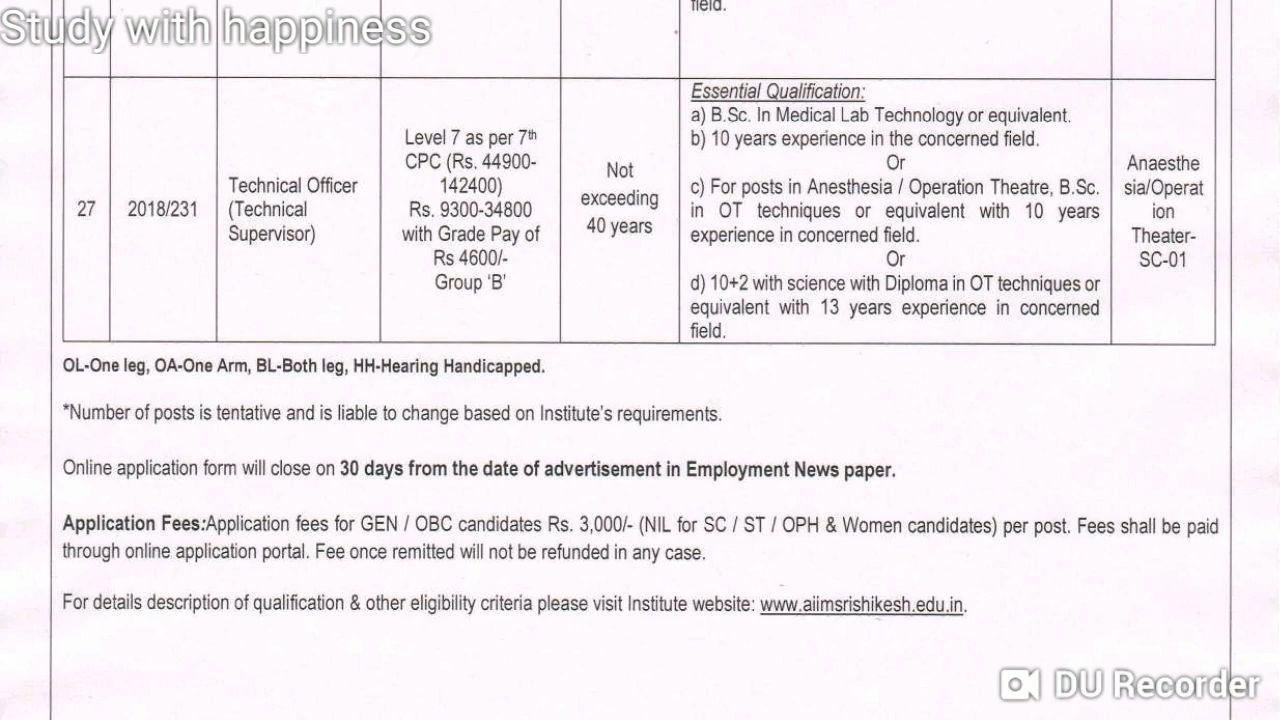 field.
Study with happiness
27
2018/231
Technical Officer
(Technical
Supervisor)
Level 7 as per 7th
CPC (Rs. 44900-
142400)
Rs. 9300-34800
with Grade Pay of
Rs 4600/-
Group ‘B’
Not
exceeding
40 years
Essential Qualification:
a) B.Sc. In Medical Lab Technology or equivalent.
b) 10 years experience in the concerned field.
Or
c) For posts in Anesthesia / Operation Theatre, B.Sc.
in OT techniques or equivalent with 10 years
experience in concerned field.
Or
d) 10+2 with science with Diploma in OT techniques or
equivalent with 13 years experience in concerned
field.
Anaesthe
sia/Operat
ion
Theater-
SC-01
OL-One leg, OA-One Arm, BL-Both leg, HH-Hearing Handicapped.
*Number of posts is tentative and is liable to change based on Institute’s requirements.
Online application form will close on 30 days from the date of advertisement in Employment News paper.
Application Fees:Application fees for GEN / OBC candidates Rs. 3,000/- (NIL for SC / ST / OPH & Women candidates) per post. Fees shall be paid
through online application portal. Fee once remitted will not be refunded in any case.
For details description of qualification & other eligibility criteria please visit Institute website: www.aiimsrishikesh.edu.in.
DU Recorder